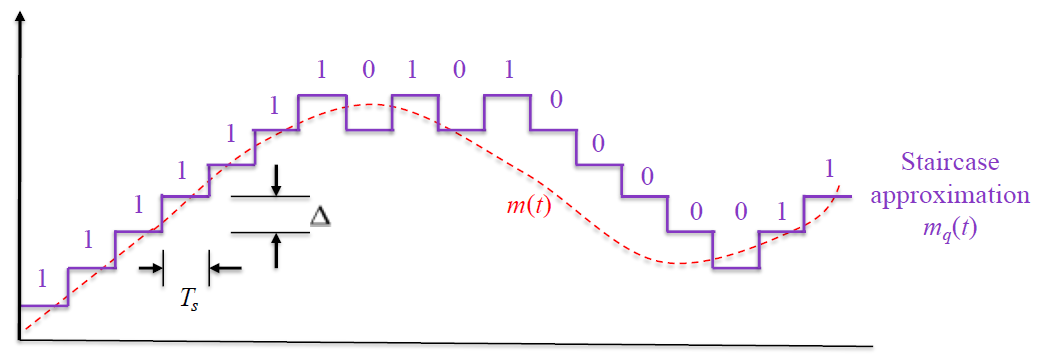 1 0 1 0 1
1 0
1 0
1 0 1
1 0 0 1
1
1
Δ
Tₛ
m(t)
Staircase
approximation
m_q(t)